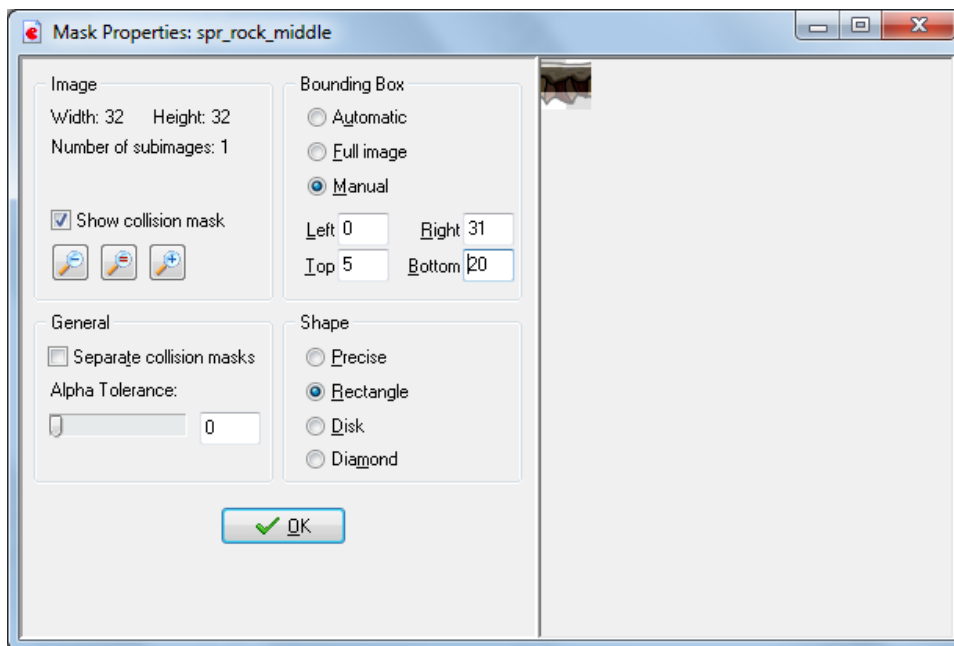 Mask Properties: spr_rock_middle
Image
Width: 32 Height: 32
Number of subimages: 1
Show collision mask
Bounding Box
Automatic
Full image
Manual
Left 0 Right 31
Top 5 Bottom 20
General
Separate collision masks
Alpha Tolerance:
0
Shape
Precise
Rectangle
Disk
Diamond
OK